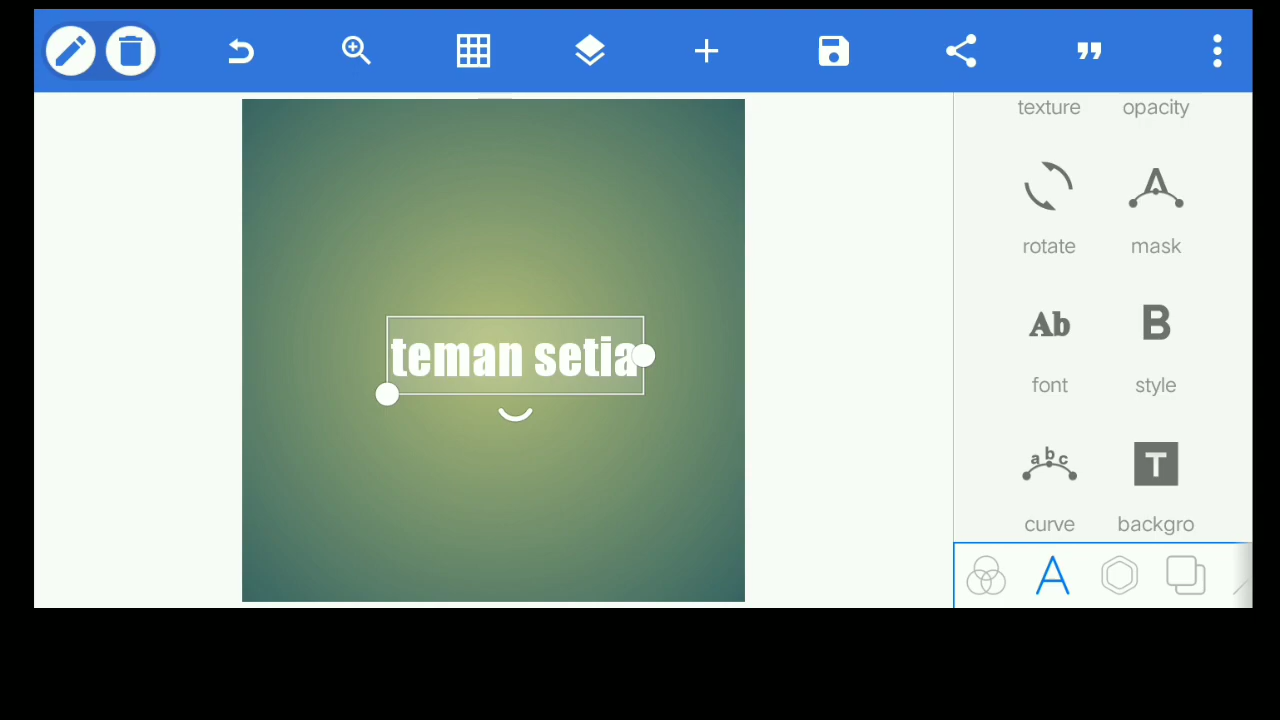 texture opacity
rotate mask
teman setia
Ab B
font style
abc T
curve backgro
A